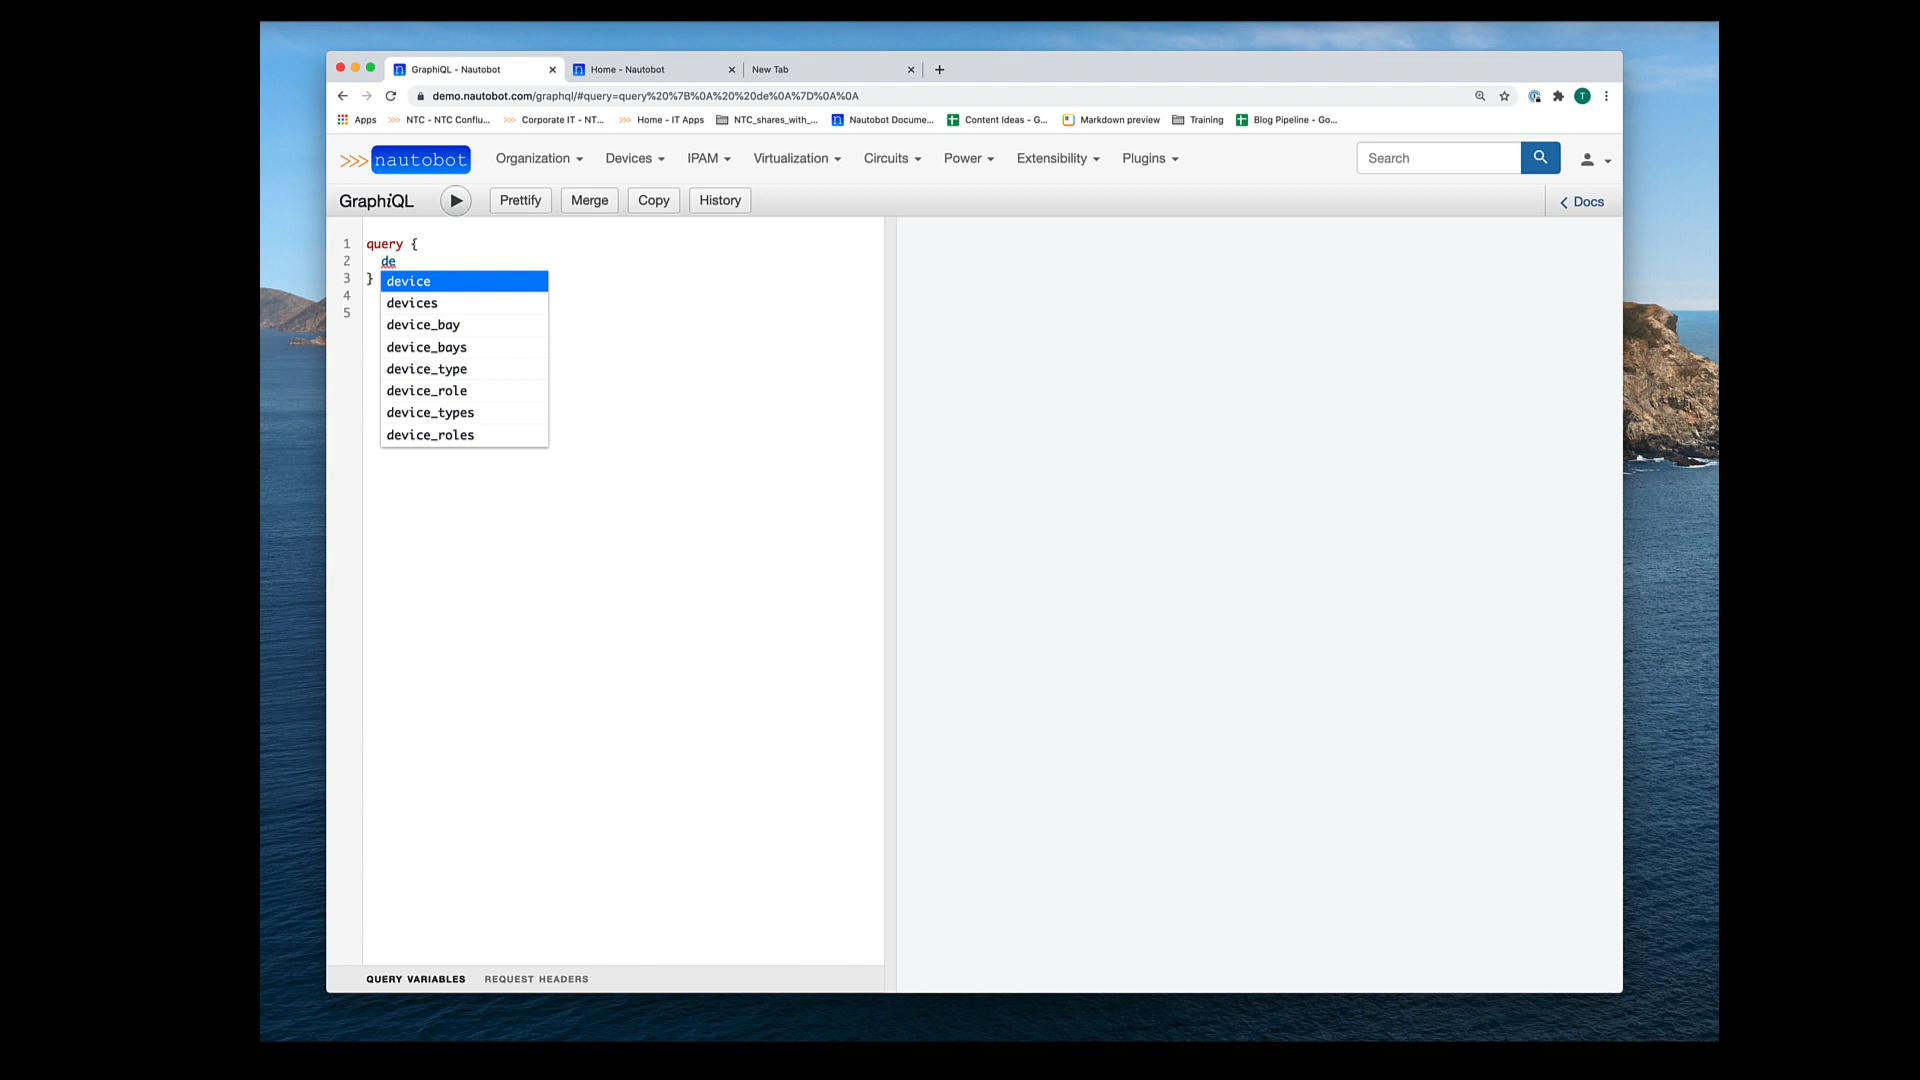 GraphiQL - Nautobot
Home - Nautobot
New Tab
demo.nautobot.com/graphql/#query=query%20%7B%0A%20%20de%0A%7D%0A%0A
Apps NTC - NTC Conflu... Corporate IT - NT... Home - IT Apps NTC_shares_with_... Nautobot Docume... Content Ideas - G... Markdown preview Training Blog Pipeline - Go...
T
>>> nautobot Organization Devices IPAM Virtualization Circuits Power Extensibility Plugins Search
GraphiQL Prettify Merge Copy History Docs
1 query {
2 de
3 }
4
5
device
devices
device_bay
device_bays
device_type
device_role
device_types
device_roles
QUERY VARIABLES REQUEST HEADERS